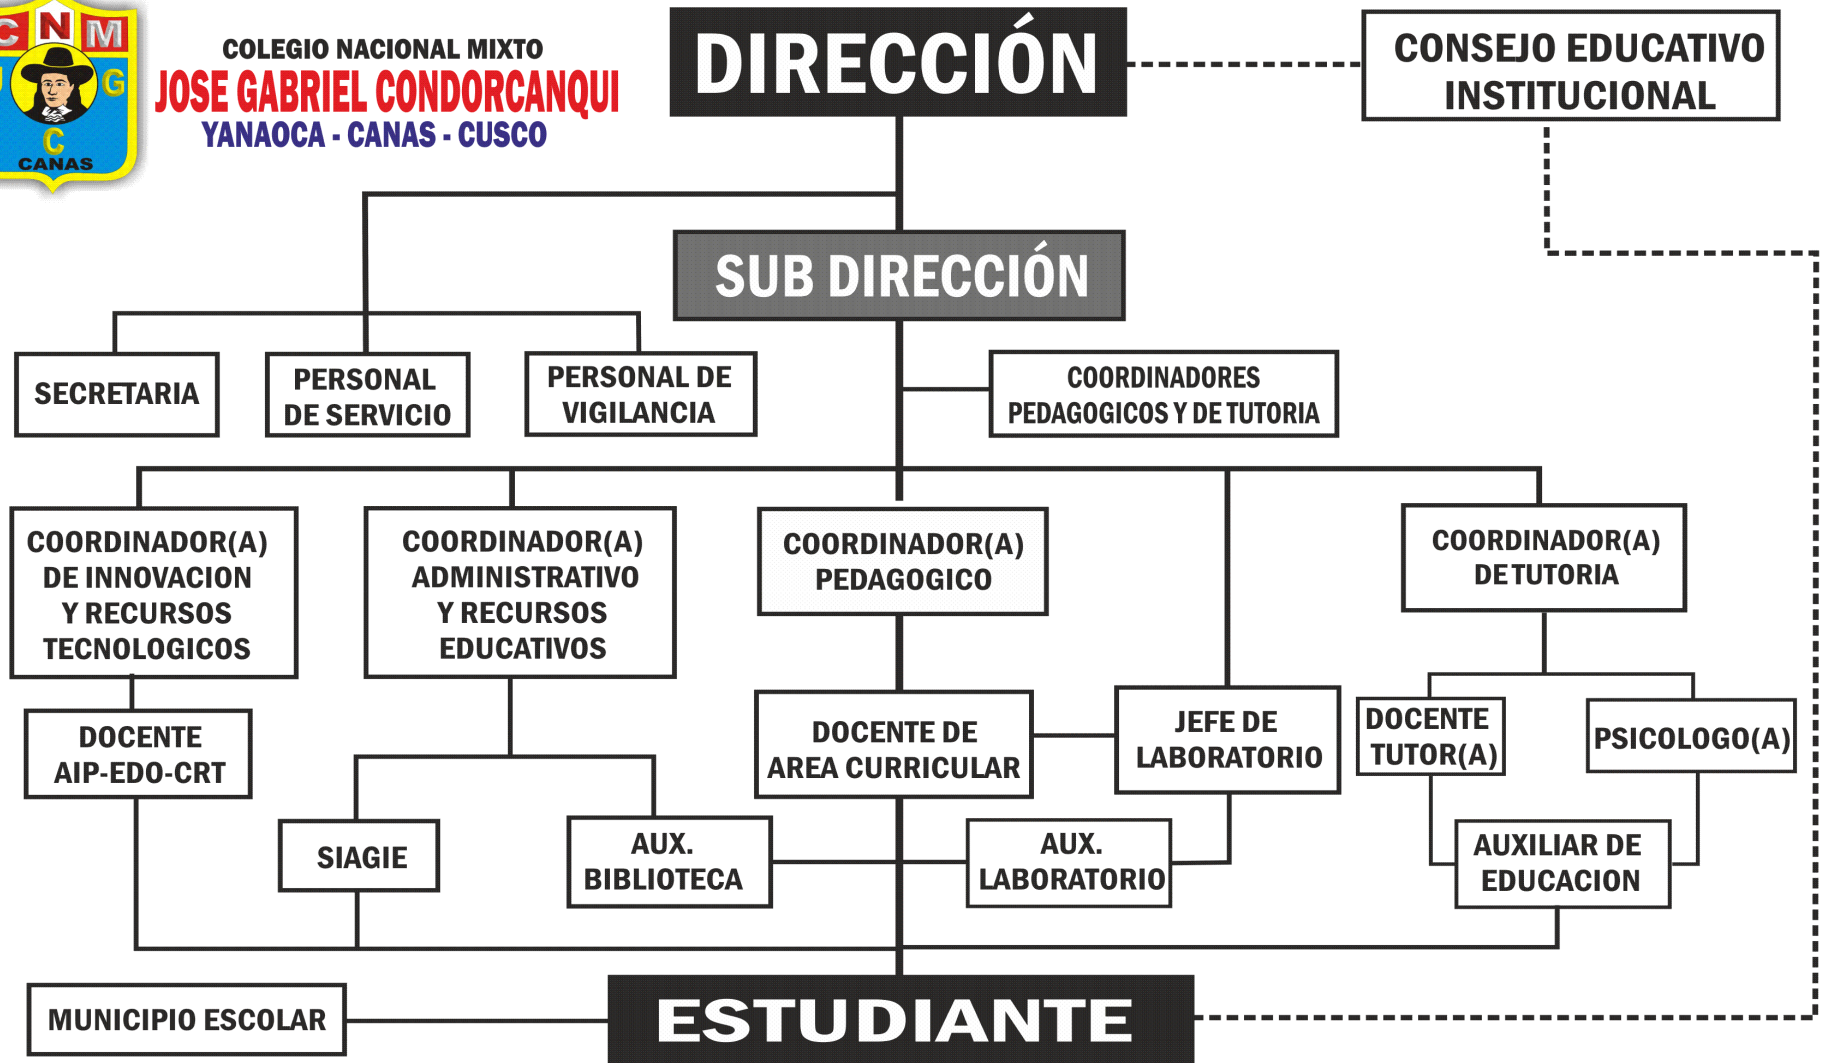 C N M
G
C
CANAS
COLEGIO NACIONAL MIXTO
JOSE GABRIEL CONDORCANQUI
YANAOCA - CANAS - CUSCO
DIRECCIÓN
CONSEJO EDUCATIVO
INSTITUCIONAL
SUB DIRECCIÓN
SECRETARIA
PERSONAL
DE SERVICIO
PERSONAL DE
VIGILANCIA
COORDINADORES
PEDAGOGICOS Y DE TUTORIA
COORDINADOR(A)
DE INNOVACION
Y RECURSOS
TECNOLOGICOS
COORDINADOR(A)
ADMINISTRATIVO
Y RECURSOS
EDUCATIVOS
COORDINADOR(A)
PEDAGOGICO
COORDINADOR(A)
DE TUTORIA
DOCENTE
AIP-EDO-CRT
DOCENTE DE
AREA CURRICULAR
JEFE DE
LABORATORIO
DOCENTE
TUTOR(A)
PSICOLOGO(A)
SIAGIE
AUX.
BIBLIOTECA
AUX.
LABORATORIO
AUXILIAR DE
EDUCACION
MUNICIPIO ESCOLAR
ESTUDIANTE